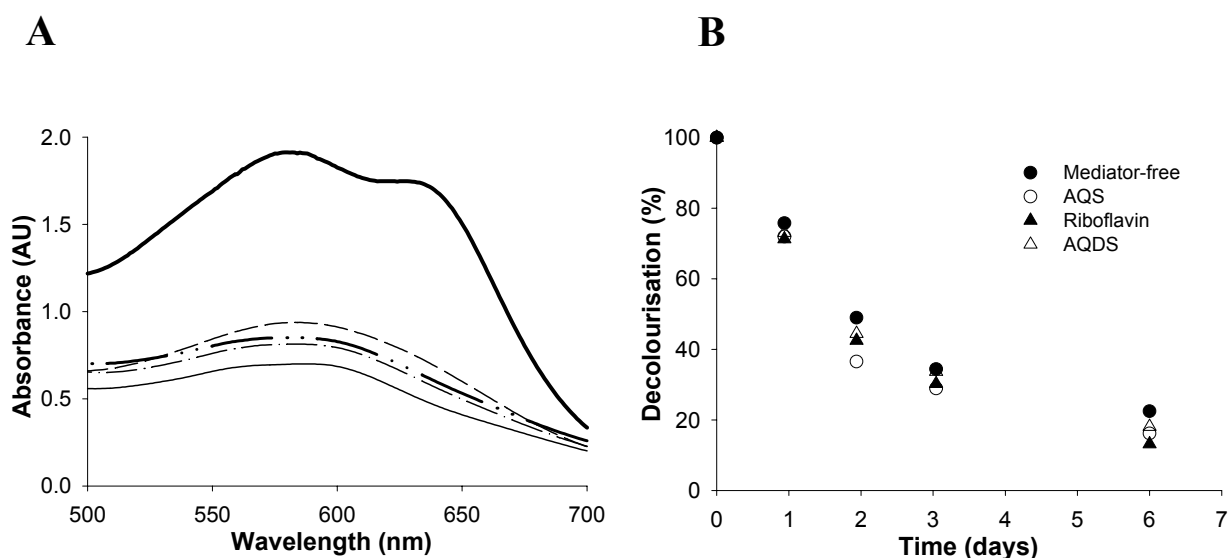 A
B
2.0
1.5
1.0
0.5
0.0
Absorbance (AU)
500
550
600
650
700
Wavelength (nm)
100
80
60
40
20
0
Decolourisation (%)
Mediator-free
AQS
Riboflavin
AQDS
0
1
2
3
4
5
6
7
Time (days)